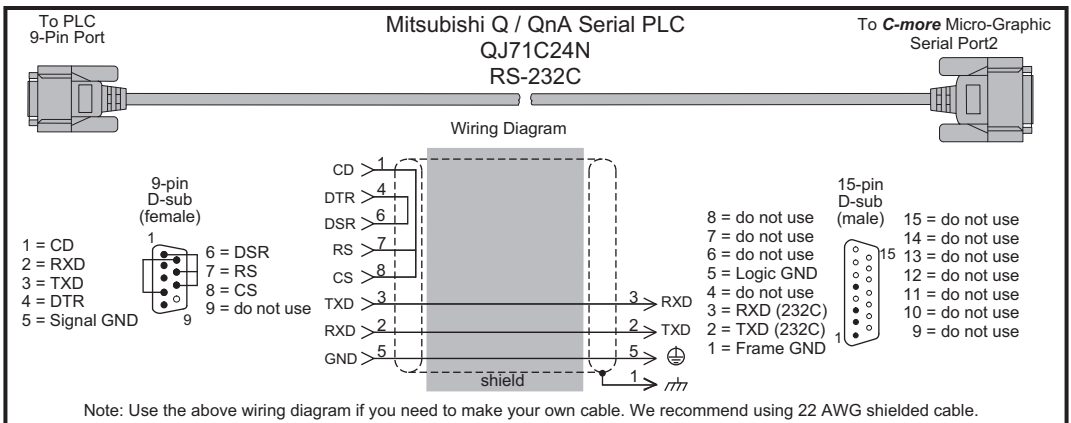 To PLC
9-Pin Port
Mitsubishi Q / QnA Serial PLC
QJ71C24N
RS-232C
To C-more Micro-Graphic
Serial Port2
Wiring Diagram
9-pin
D-sub
(female)
1
9
1 = CD
2 = RXD
3 = TXD
4 = DTR
5 = Signal GND
6 = DSR
7 = RS
8 = CS
9 = do not use
CD 1
DTR 4
DSR 6
RS 7
CS 8
TXD 3
RXD 2
GND 5
3 RXD
2 TXD
5
1
shield
8 = do not use
7 = do not use
6 = do not use
5 = Logic GND
4 = do not use
3 = RXD (232C)
2 = TXD (232C)
1 = Frame GND
15-pin
D-sub
(male)
15
1
15 = do not use
14 = do not use
13 = do not use
12 = do not use
11 = do not use
10 = do not use
9 = do not use
Note: Use the above wiring diagram if you need to make your own cable. We recommend using 22 AWG shielded cable.